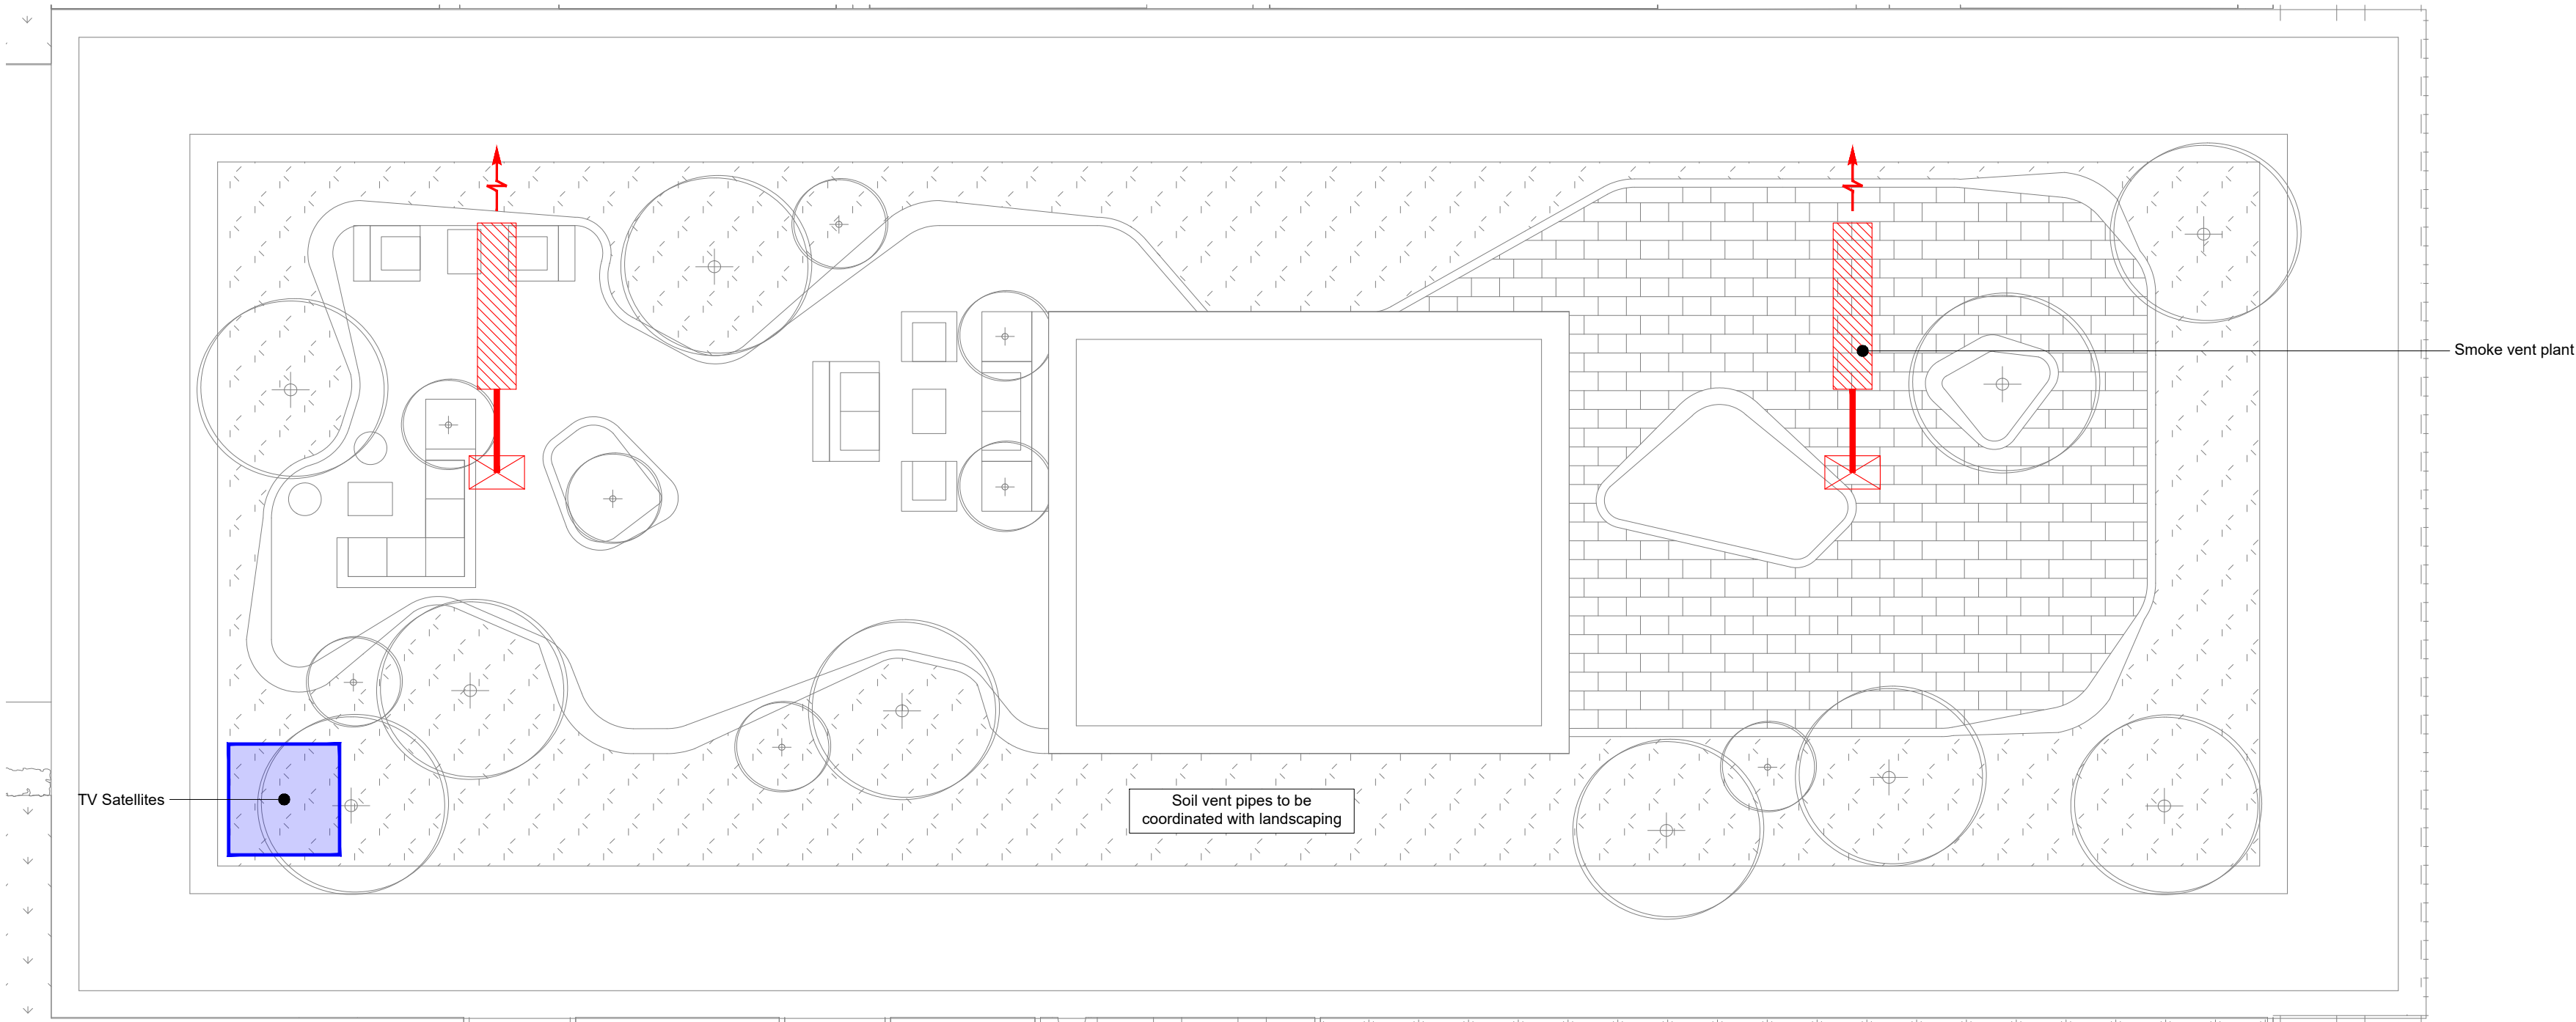 Smoke vent plant
TV Satellites
Soil vent pipes to be
coordinated with landscaping